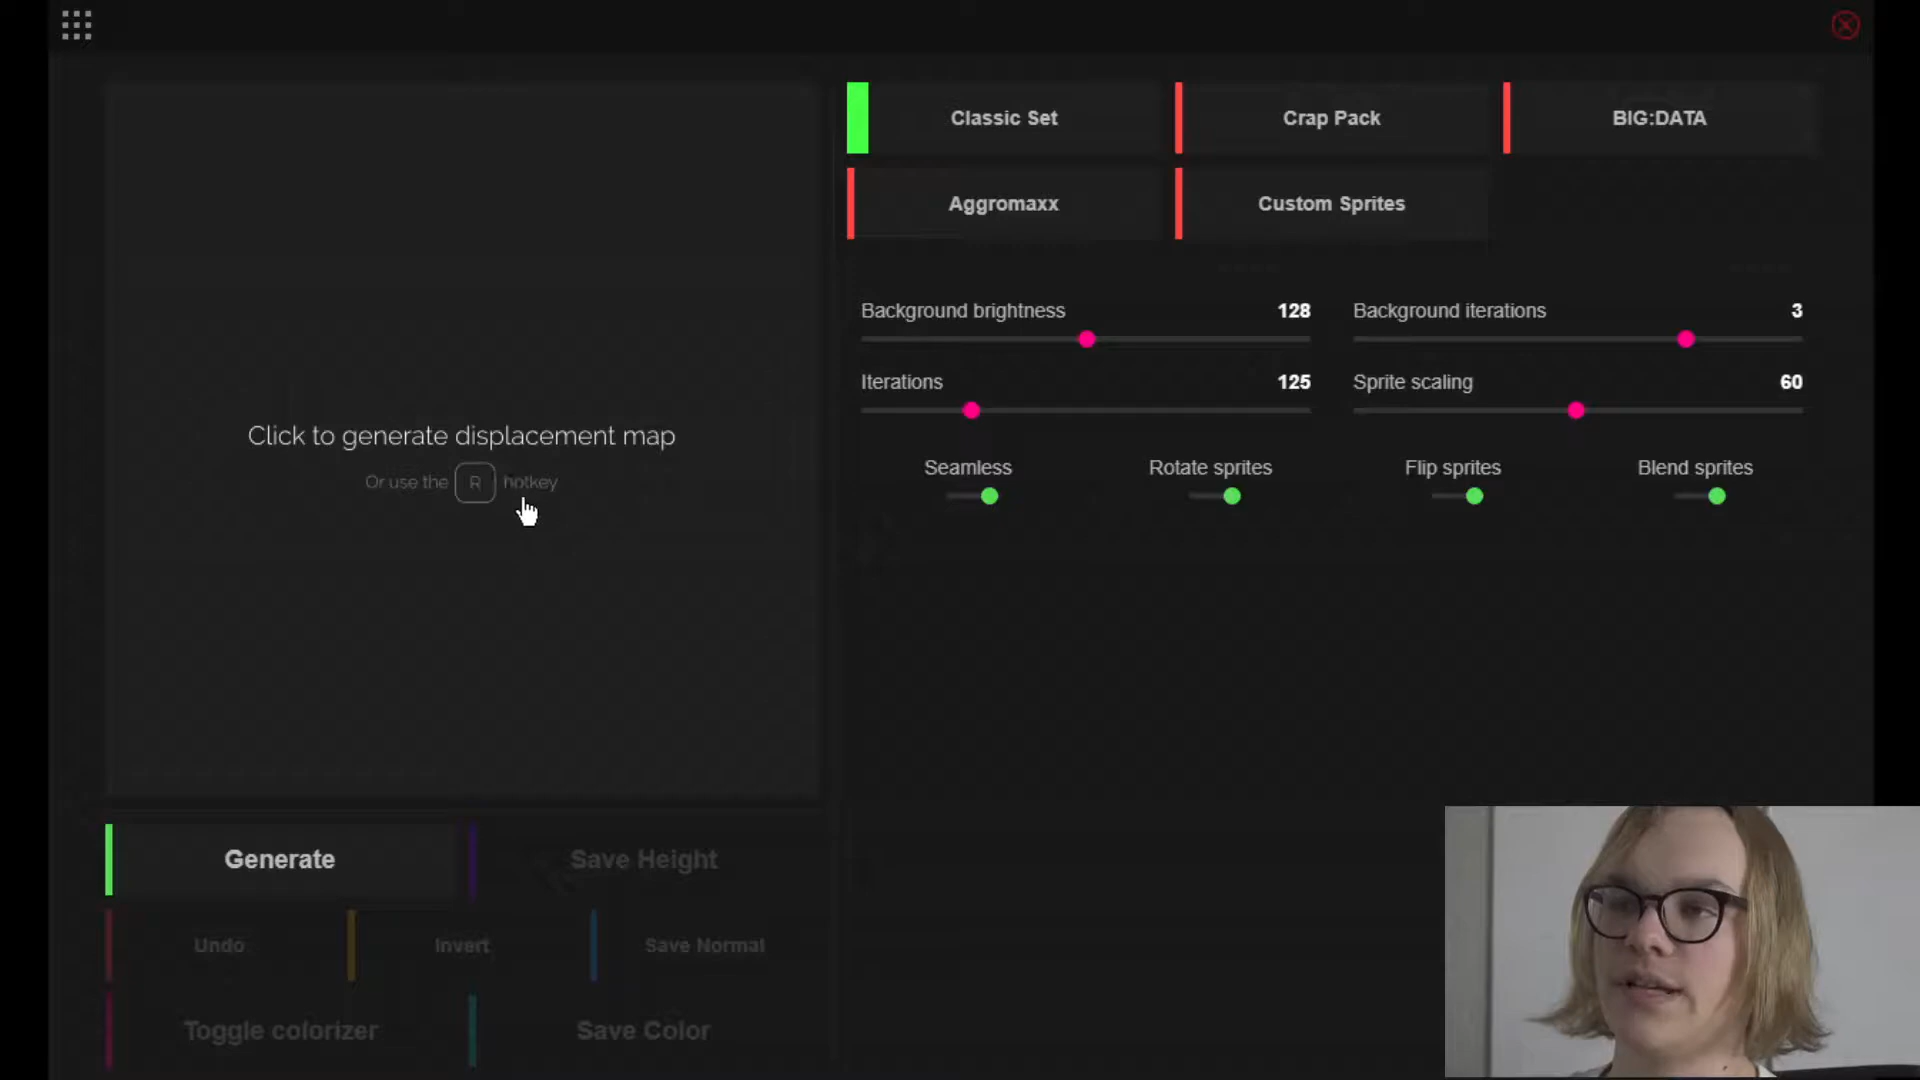 Classic Set
Crap Pack
BIG:DATA
Aggromaxx
Custom Sprites
Background brightness 128
Background iterations 3
Iterations 125
Sprite scaling 60
Seamless
Rotate sprites
Flip sprites
Blend sprites
Click to generate displacement map
Or use the R hotkey
Generate
Save Height
Undo
Invert
Save Normal
Toggle colorizer
Save Color